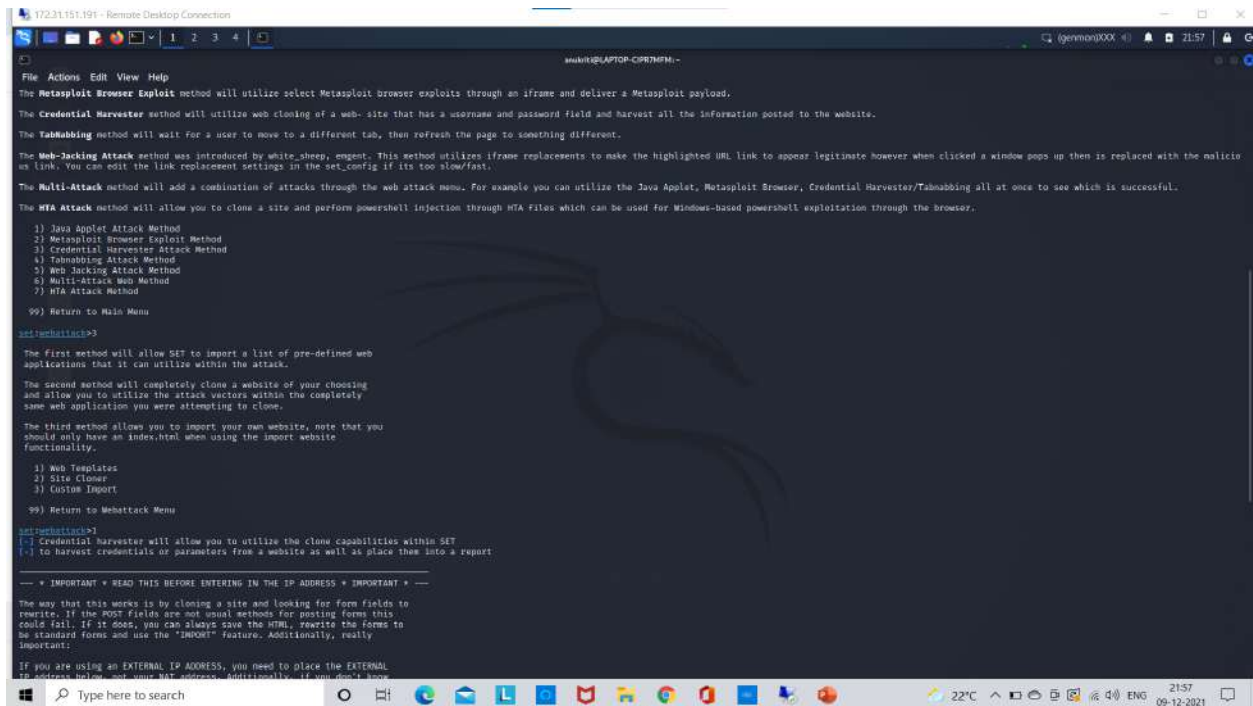 172.31.151.191 - Remote Desktop Connection
1 2 3 4
(genmon)XXX 21:57
anukriti@LAPTOP-CIPR7MFM: ~
File Actions Edit View Help
The Metasploit Browser Exploit method will utilize select Metasploit browser exploits through an iframe and deliver a Metasploit payload.
The Credential Harvester method will utilize web cloning of a web- site that has a username and password field and harvest all the information posted to the website.
The TabNabbing method will wait for a user to move to a different tab, then refresh the page to something different.
The Web-Jacking Attack method was introduced by white_sheep, emgent. This method utilizes iframe replacements to make the highlighted URL link to appear legitimate however when clicked a window pops up then is replaced with the malicio
us link. You can edit the link replacement settings in the set_config if its too slow/fast.
The Multi-Attack method will add a combination of attacks through the web attack menu. For example you can utilize the Java Applet, Metasploit Browser, Credential Harvester/Tabnabbing all at once to see which is successful.
The HTA Attack method will allow you to clone a site and perform powershell injection through HTA files which can be used for Windows-based powershell exploitation through the browser.
1) Java Applet Attack Method
2) Metasploit Browser Exploit Method
3) Credential Harvester Attack Method
4) Tabnabbing Attack Method
5) Web Jacking Attack Method
6) Multi-Attack Web Method
7) HTA Attack Method
99) Return to Main Menu
set:webattack>3
The first method will allow SET to import a list of pre-defined web
applications that it can utilize within the attack.
The second method will completely clone a website of your choosing
and allow you to utilize the attack vectors within the completely
same web application you were attempting to clone.
The third method allows you to import your own website, note that you
should only have an index.html when using the import website
functionality.
1) Web Templates
2) Site Cloner
3) Custom Import
99) Return to Webattack Menu
set:webattack>1
[-] Credential harvester will allow you to utilize the clone capabilities within SET
[-] to harvest credentials or parameters from a website as well as place them into a report
--- * IMPORTANT * READ THIS BEFORE ENTERING IN THE IP ADDRESS * IMPORTANT * ---
The way that this works is by cloning a site and looking for form fields to
rewrite. If the POST fields are not usual methods for posting forms this
could fail. If it does, you can always save the HTML, rewrite the forms to
be standard forms and use the "IMPORT" feature. Additionally, really
important:
If you are using an EXTERNAL IP ADDRESS, you need to place the EXTERNAL
IP address below, not your NAT address. Additionally, if you don't know
Type here to search
22°C ENG
21:57
09-12-2021